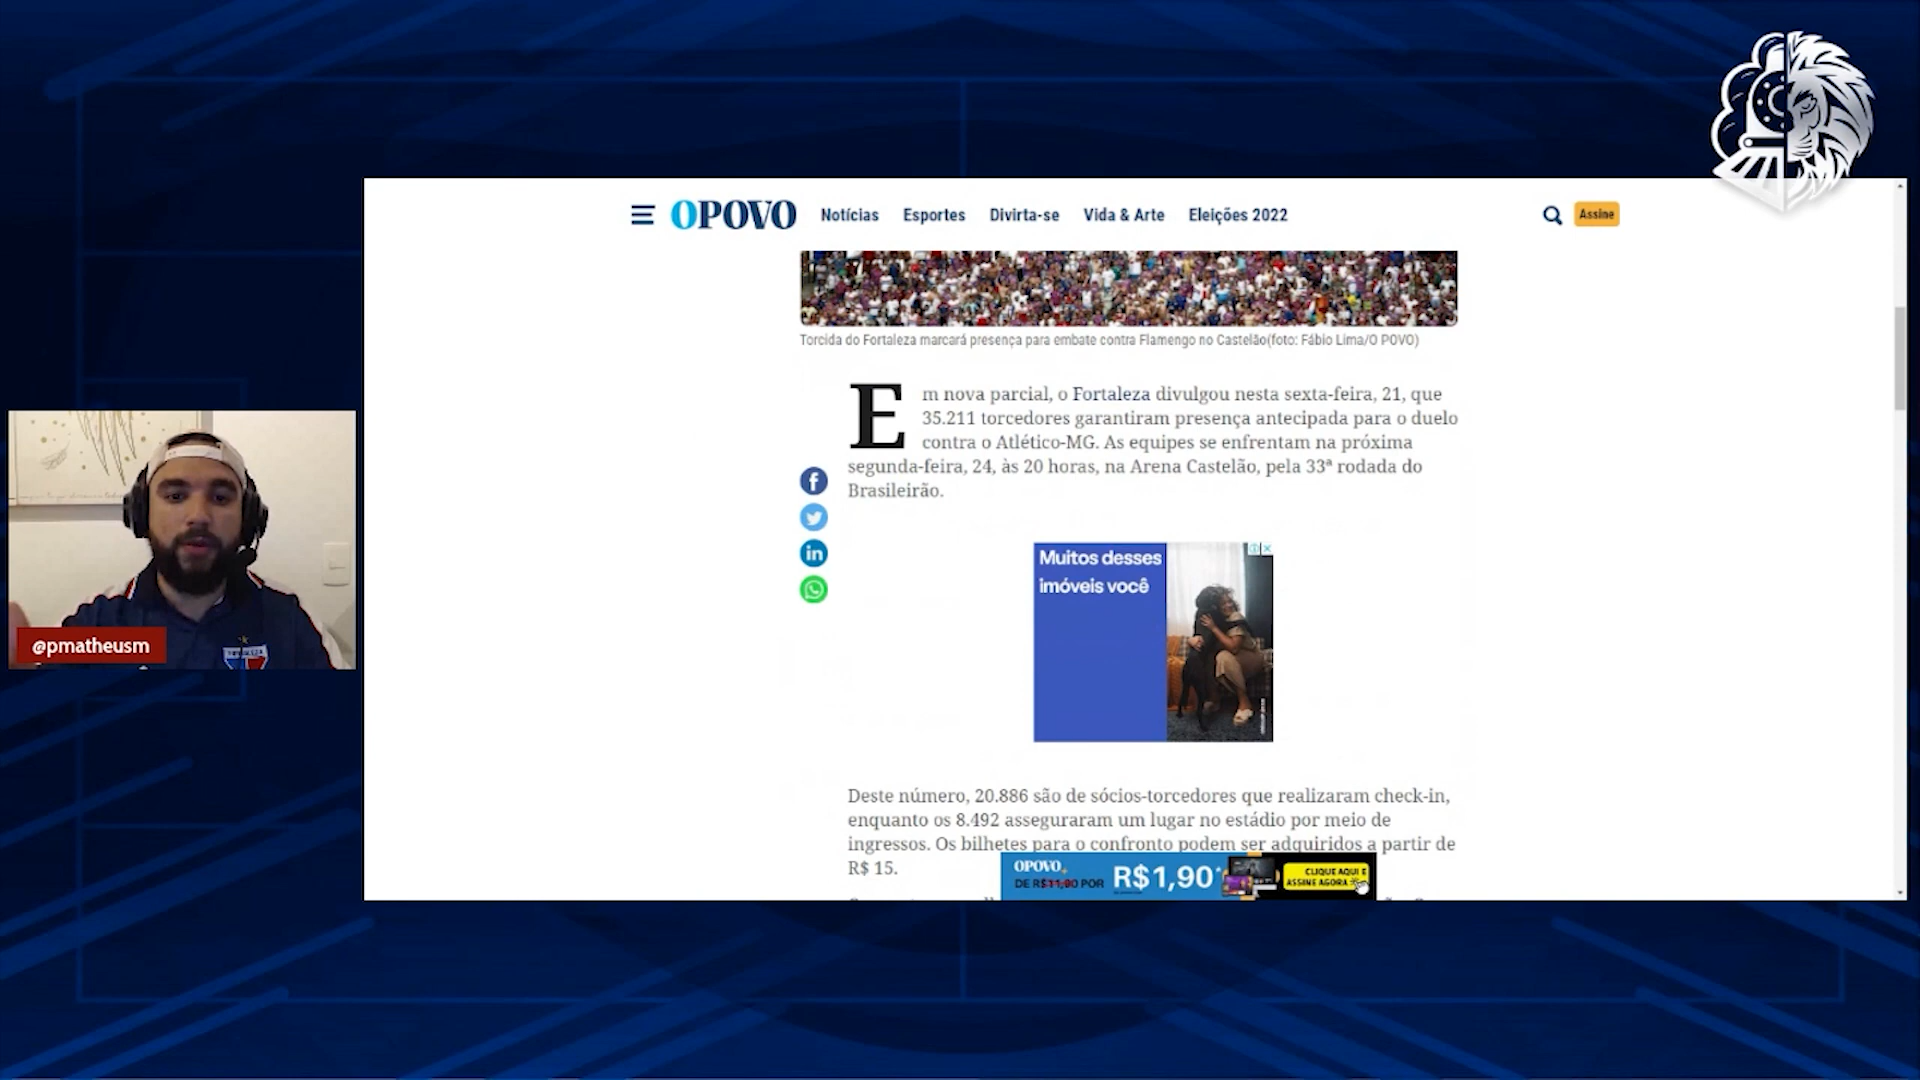 OPOVO
Notícias
Esportes
Divirta-se
Vida & Arte
Eleições 2022
Assine
Torcida do Fortaleza marcará presença para embate contra Flamengo no Castelão(foto: Fábio Lima/O POVO)
Em nova parcial, o Fortaleza divulgou nesta sexta-feira, 21, que
35.211 torcedores garantiram presença antecipada para o duelo
contra o Atlético-MG. As equipes se enfrentam na próxima
segunda-feira, 24, às 20 horas, na Arena Castelão, pela 33ª rodada do
Brasileirão.
Muitos desses
imóveis você
@pmatheusm
Deste número, 20.886 são de sócios-torcedores que realizaram check-in,
enquanto os 8.492 asseguraram um lugar no estádio por meio de
ingressos. Os bilhetes para o confronto podem ser adquiridos a partir de
R$ 15.
OPOVO+
DE POR
R$1,90*
CLIQUE AQUI E
ASSINE AGORA